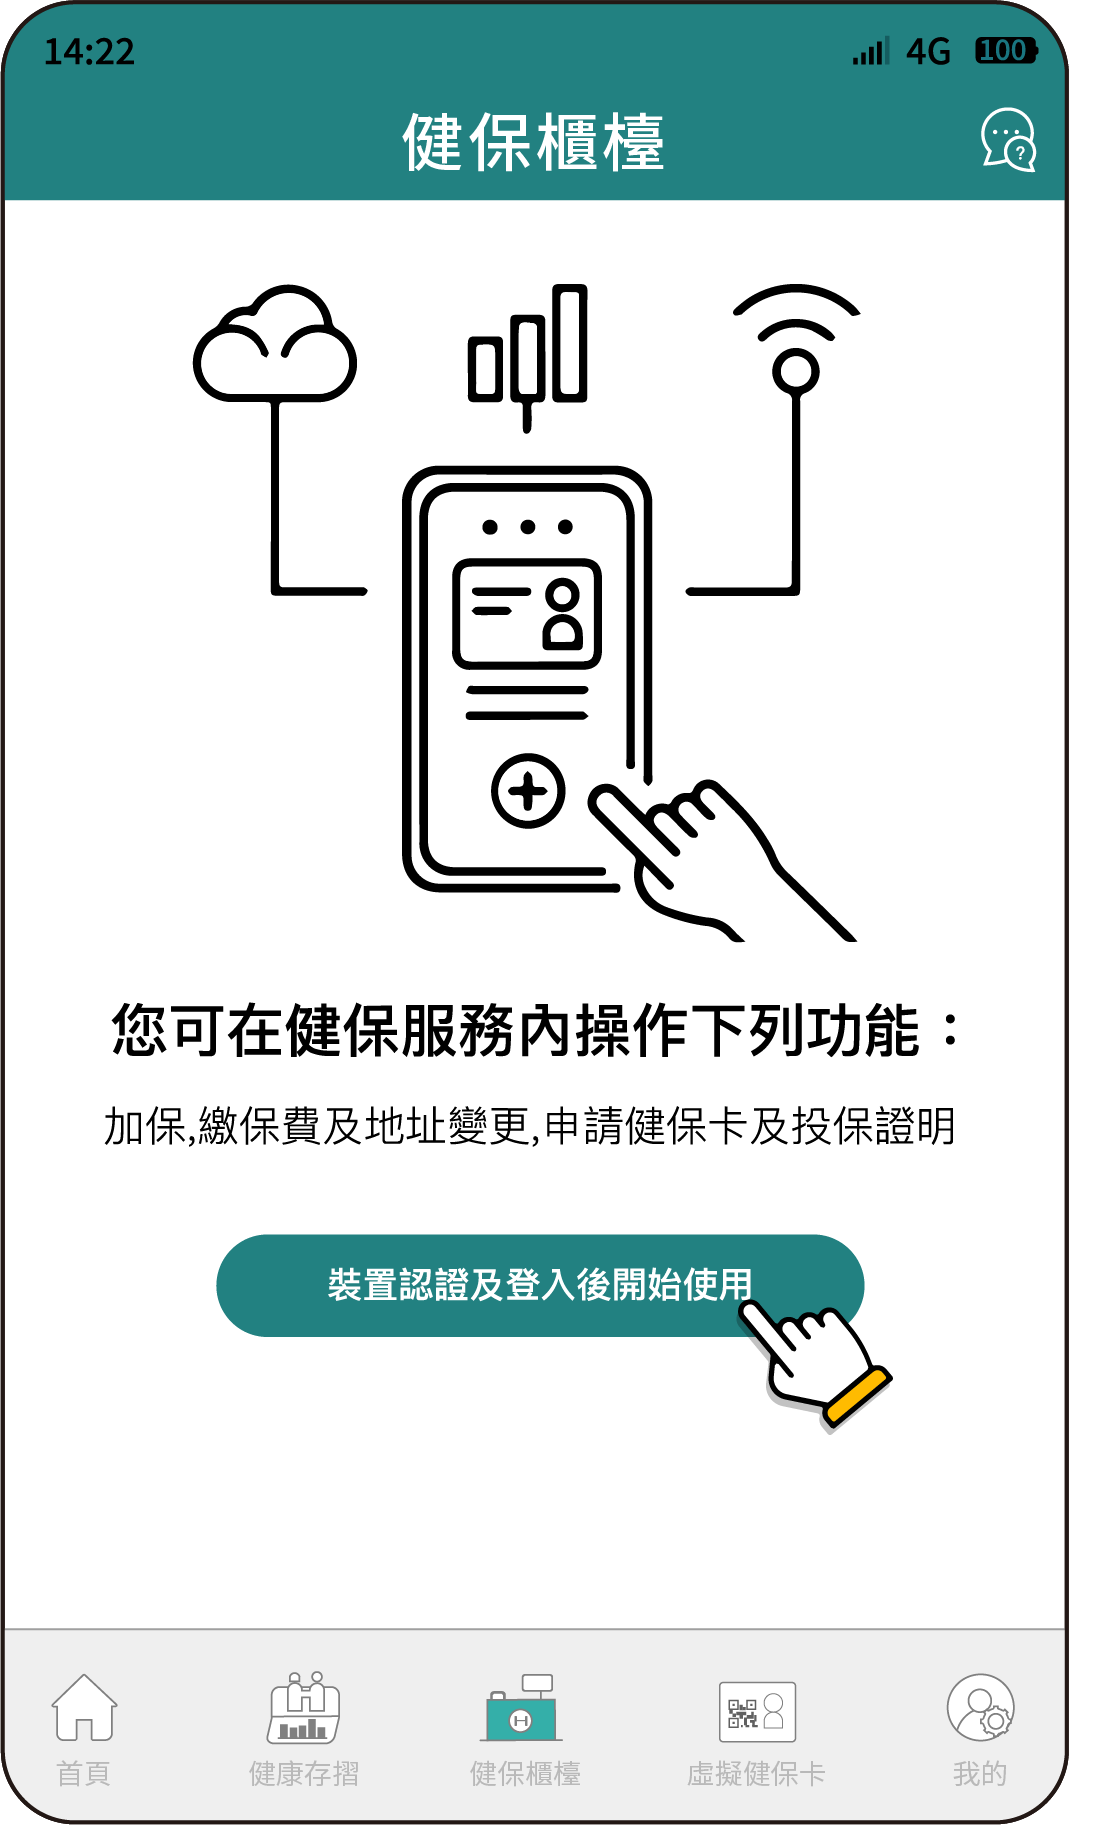 14:22 4G 100
健保櫃檯
?
您可在健保服務內操作下列功能：
加保,繳保費及地址變更,申請健保卡及投保證明
裝置認證及登入後開始使用
H
首頁 健康存摺 健保櫃檯 虛擬健保卡 我的